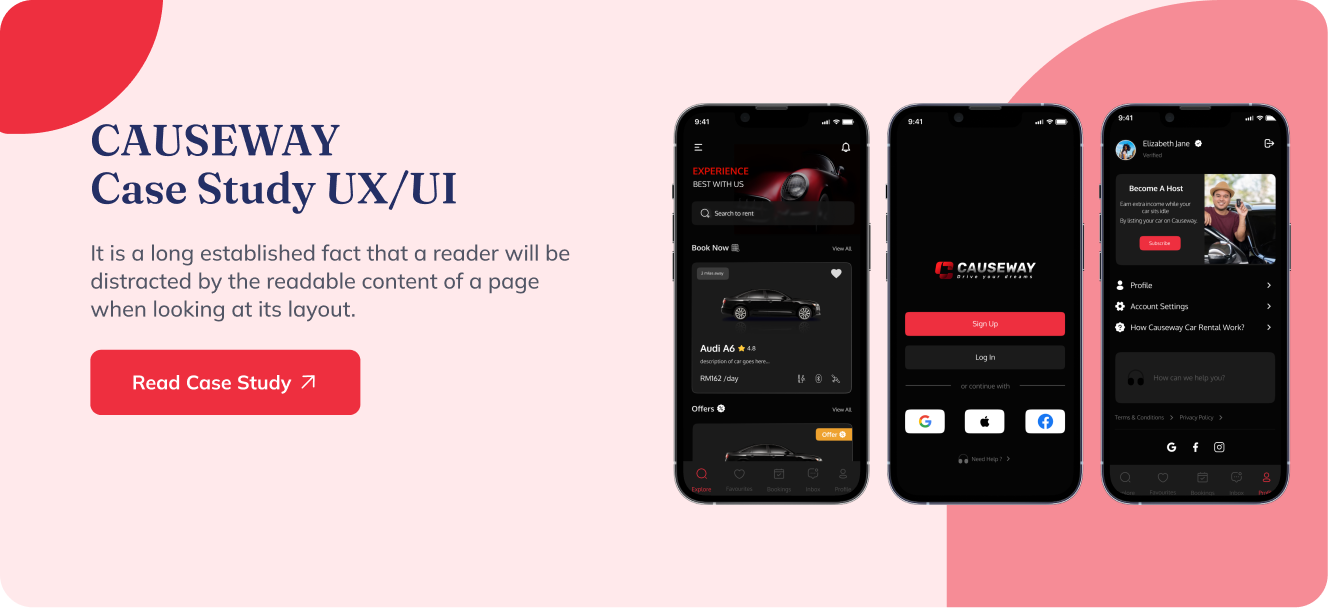 CAUSEWAY
Case Study UX/UI
It is a long established fact that a reader will be
distracted by the readable content of a page
when looking at its layout.
Read Case Study
9:41
EXPERIENCE
BEST WITH US
Search to rent
Book Now
View All
2 miles away
Audi A6
4.8
description of car goes here...
RM162 /day
Offers
View All
Offer
Explore
Favourites
Bookings
Inbox
Profile
9:41
CAUSEWAY
Drive your dreams
Sign Up
Log In
or continue with
Need Help ?
9:41
Elizabeth Jane
Verified
Become A Host
Earn extra income while your
car sits idle
By listing your car on Causeway.
Subscribe
Profile
Account Settings
How Causeway Car Rental Work?
How can we help you?
Terms & Conditions
Privacy Policy
Favourites
Bookings
Inbox